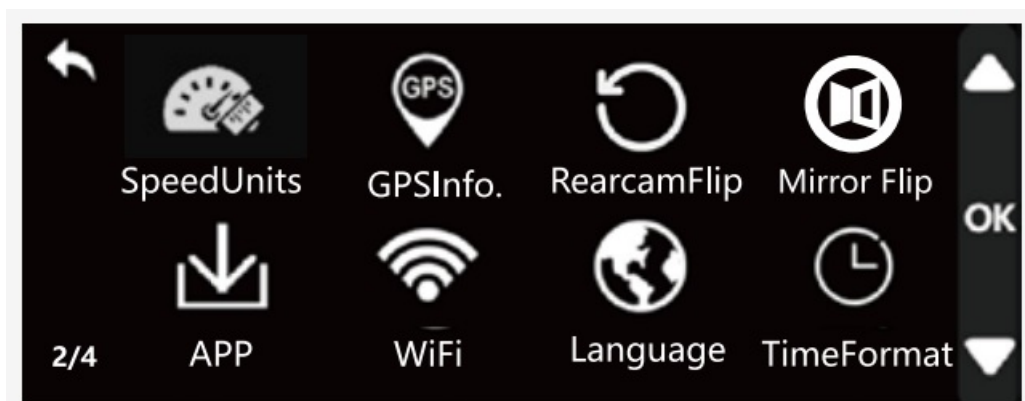 GPS
SpeedUnits GPSInfo. RearcamFlip Mirror Flip
OK
2/4 APP WiFi Language TimeFormat